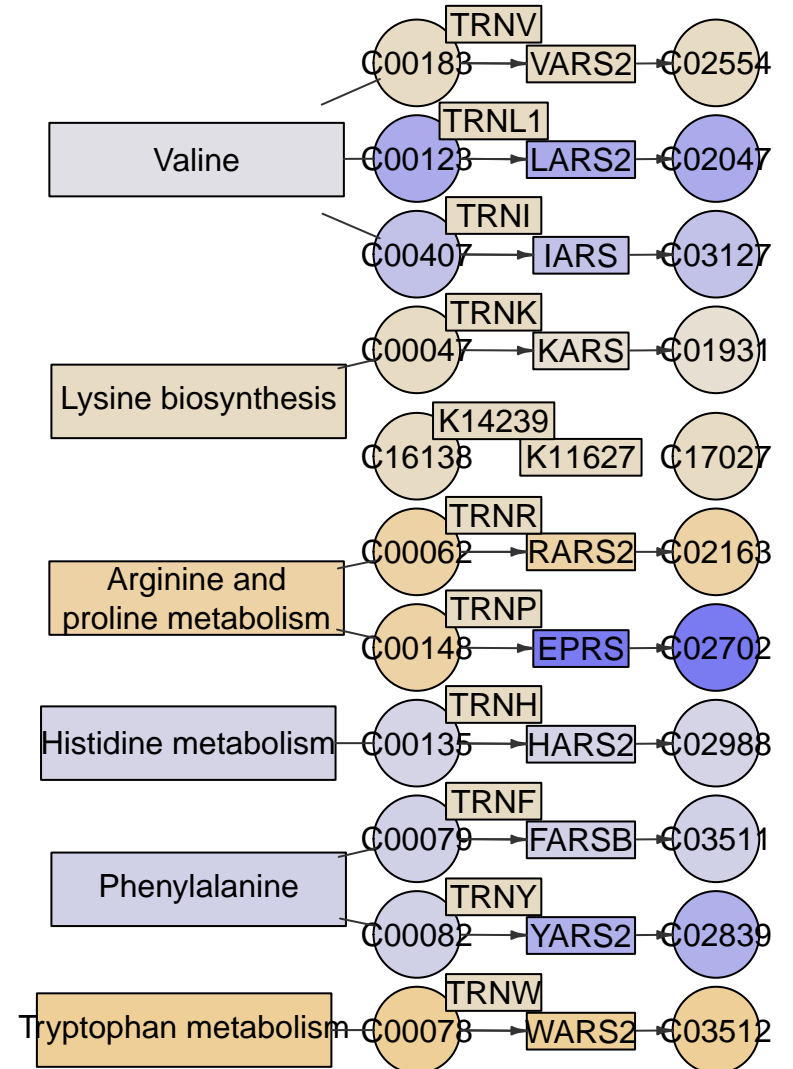 TRNV
C00183 VARS2 C02554
TRNL1
Valine C00123 LARS2 C02047
TRNI
C00407 IARS C03127
TRNK
C00047 KARS C01931
Lysine biosynthesis
K14239
C16138 K11627 C17027
TRNR
C00062 RARS2 C02163
Arginine and
proline metabolism
TRNP
C00148 EPRS C02702
TRNH
Histidine metabolism C00135 HARS2 C02988
TRNF
C00079 FARSB C03511
Phenylalanine
TRNY
C00082 YARS2 C02839
TRNW
Tryptophan metabolism C00078 WARS2 C03512